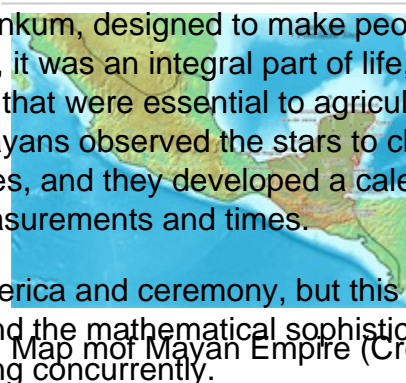 nkum, designed to make peo
, it was an integral part of life.
that were essential to agricul
ayans observed the stars to c
es, and they developed a cale
asurements and times.
erica and ceremony, but this
nd the mathematical sophistic
Map mof Mayan Empire (Cr
ng concurrently.